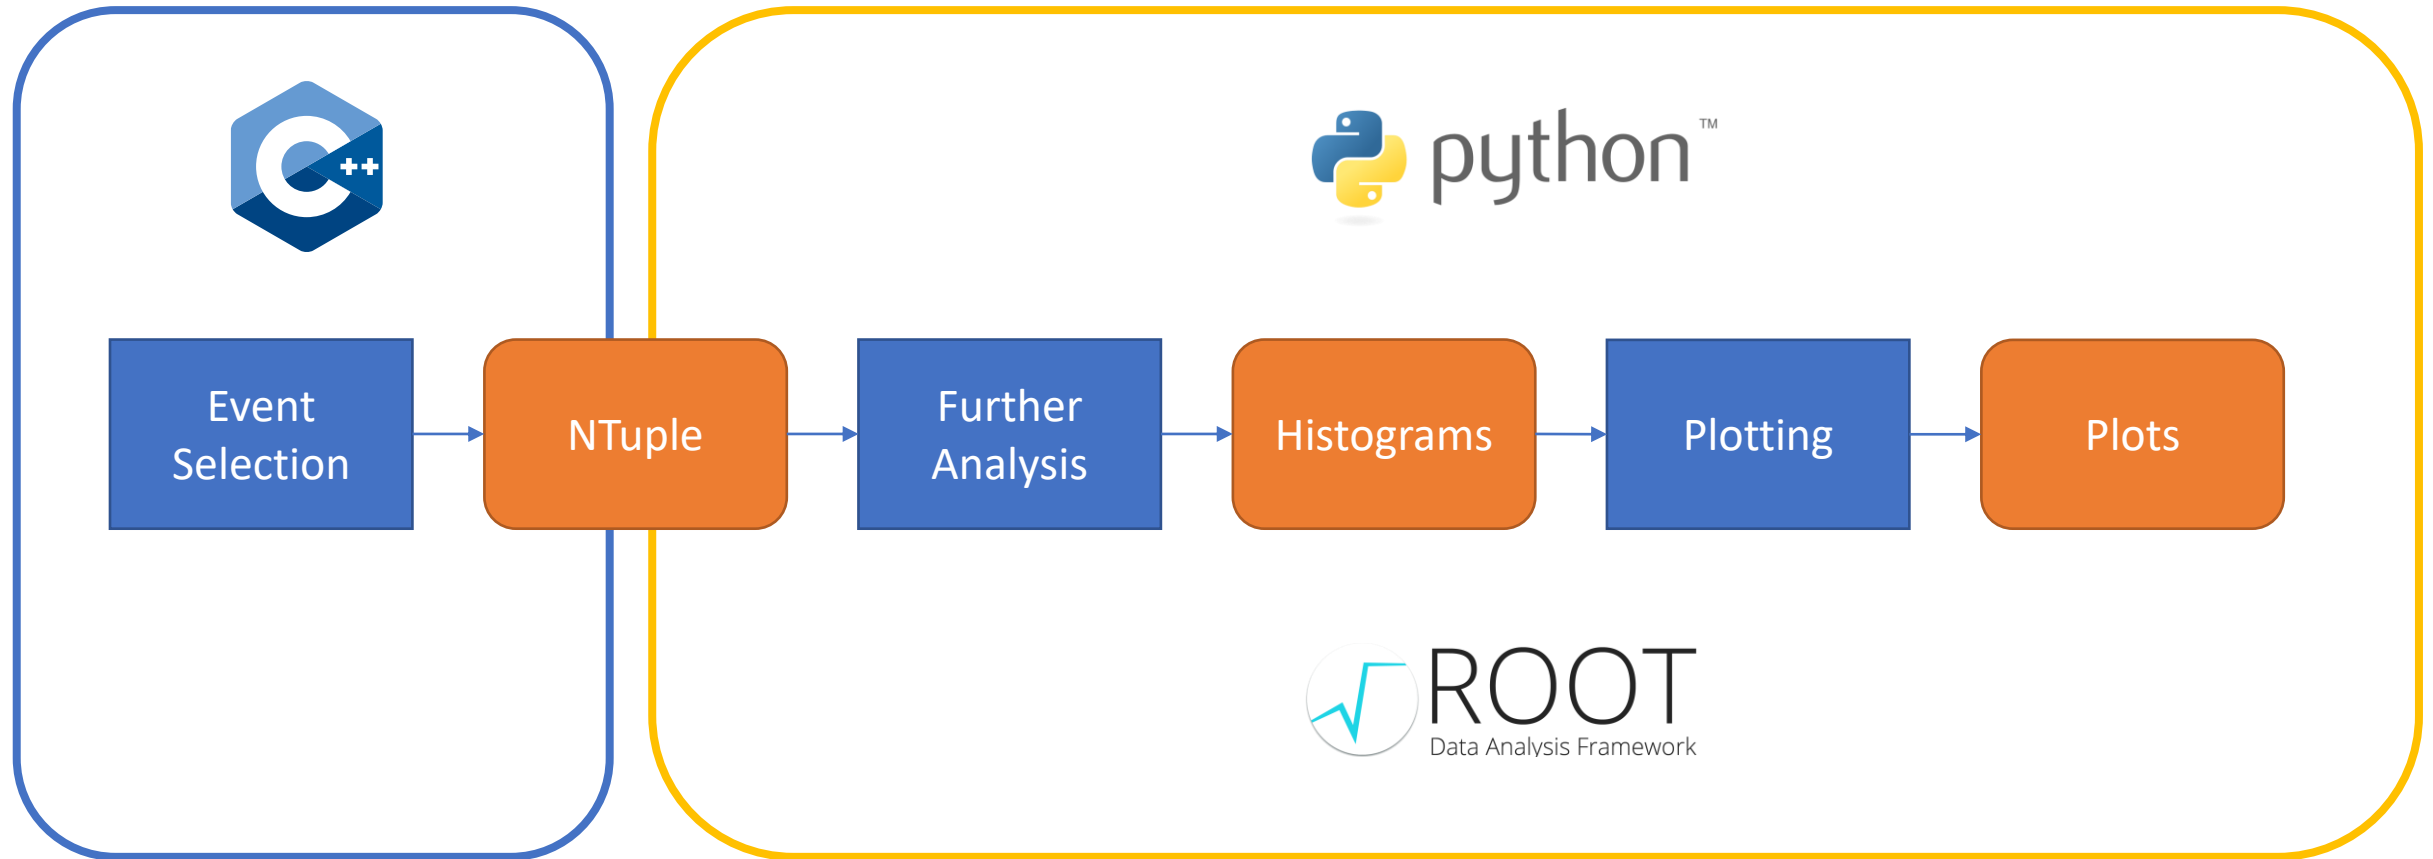 C++
python™
Event
Selection
NTuple
Further
Analysis
Histograms
Plotting
Plots
ROOT
Data Analysis Framework